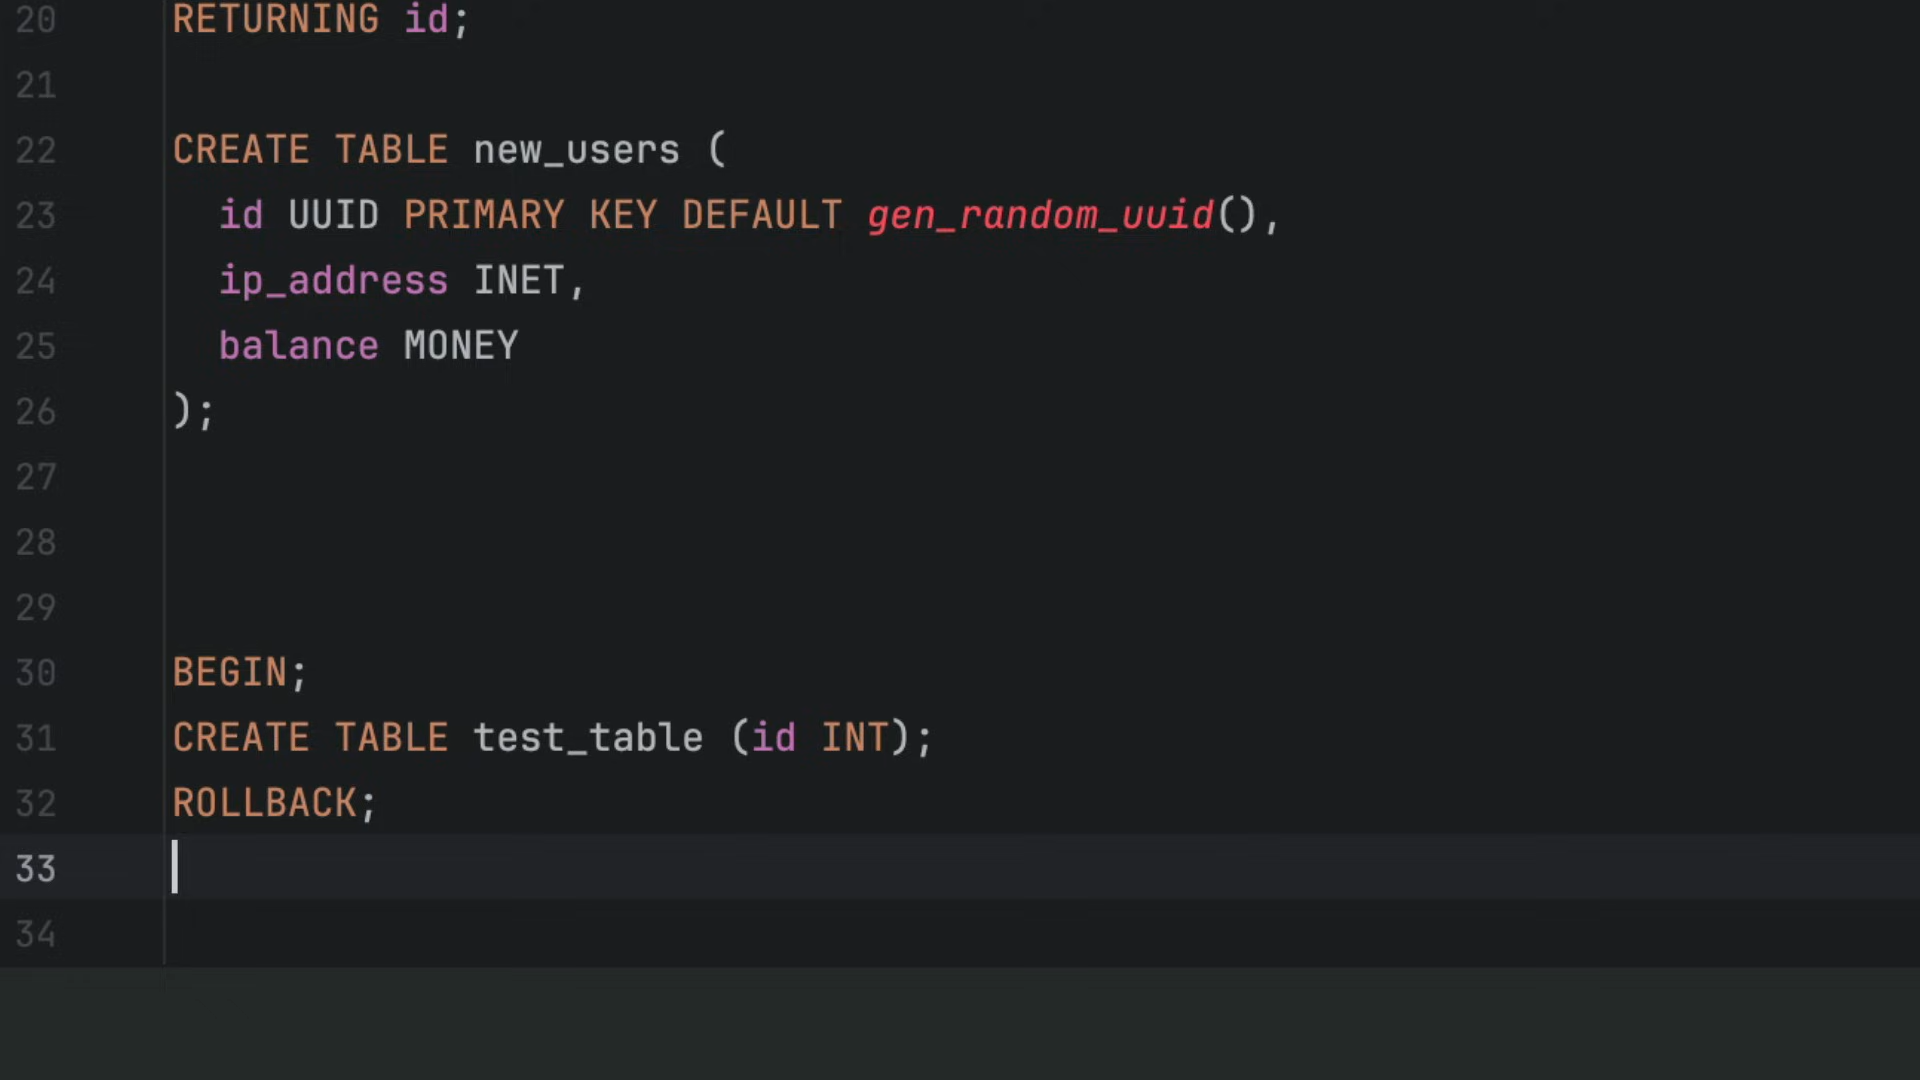 20 RETURNING id;
21
22 CREATE TABLE new_users (
23 id UUID PRIMARY KEY DEFAULT gen_random_uuid(),
24 ip_address INET,
25 balance MONEY
26 );
27
28
29
30 BEGIN;
31 CREATE TABLE test_table (id INT);
32 ROLLBACK;
33
34